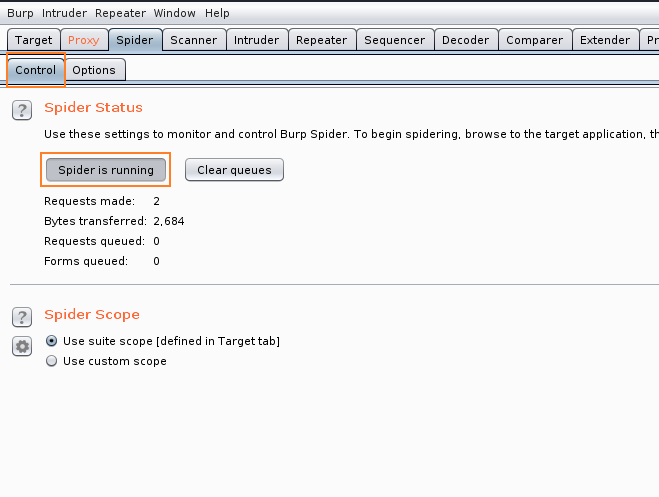 Burp Intruder Repeater Window Help
Target Proxy Spider Scanner Intruder Repeater Sequencer Decoder Comparer Extender
Control Options
? Spider Status
Use these settings to monitor and control Burp Spider. To begin spidering, browse to the target application,
Spider is running Clear queues
Requests made: 2
Bytes transferred: 2,684
Requests queued: 0
Forms queued: 0
? Spider Scope
Use suite scope [defined in Target tab]
Use custom scope